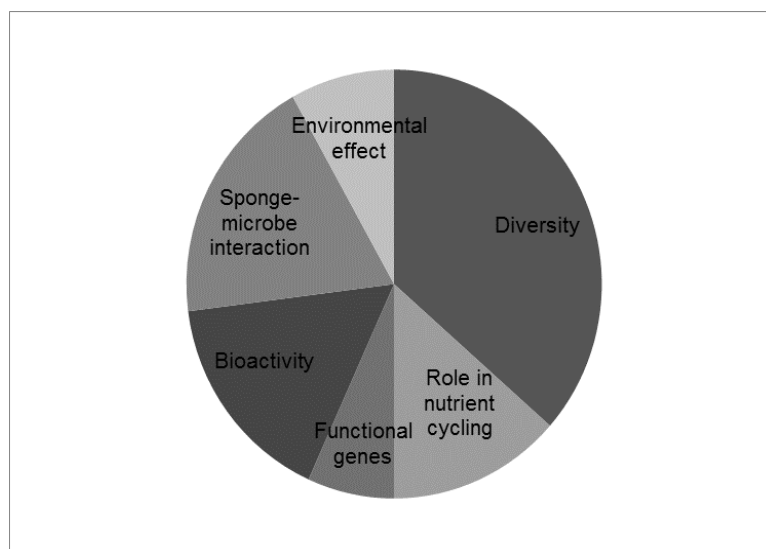 Environmental
effect
Sponge-
microbe
interaction
Diversity
Bioactivity
Role in
nutrient
cycling
Functional
genes